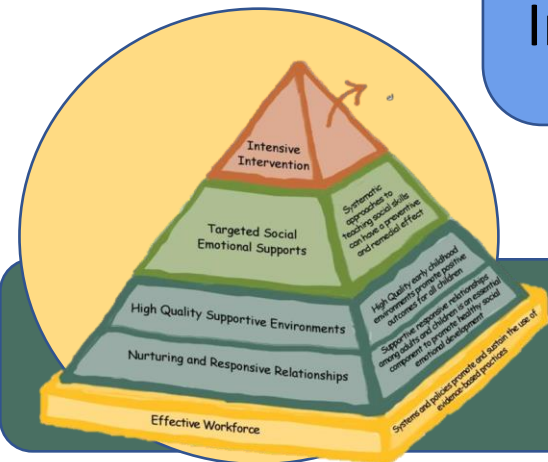 Intensive
Intervention
Systematic
approaches to
teaching social skills
can have a preventive
and remedial effect
Targeted Social
Emotional Supports
High Quality early childhood
environments promote positive
outcomes for all children
High Quality Supportive Environments
Supportive responsive relationships
among adults and children is an essential
component to promote healthy social
emotional development
Nurturing and Responsive Relationships
Systems and policies promote and sustain the use of
evidence-based practices
Effective Workforce